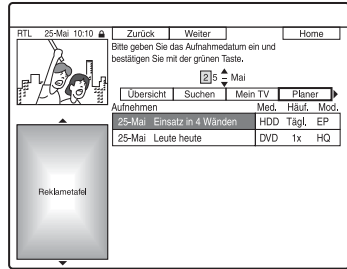 RTL 25-Mai 10:10 Zurück Weiter Home
Bitte geben Sie das Aufnahmedatum ein und
bestätigen Sie mit der grünen Taste.
25 Mai
Übersicht Suchen Mein TV Planer
Aufnehmen Med. Häuf. Mod.
25-Mai Einsatz in 4 Wänden HDD Tägl. EP
25-Mai Leute heute DVD 1x HQ
Reklametafel